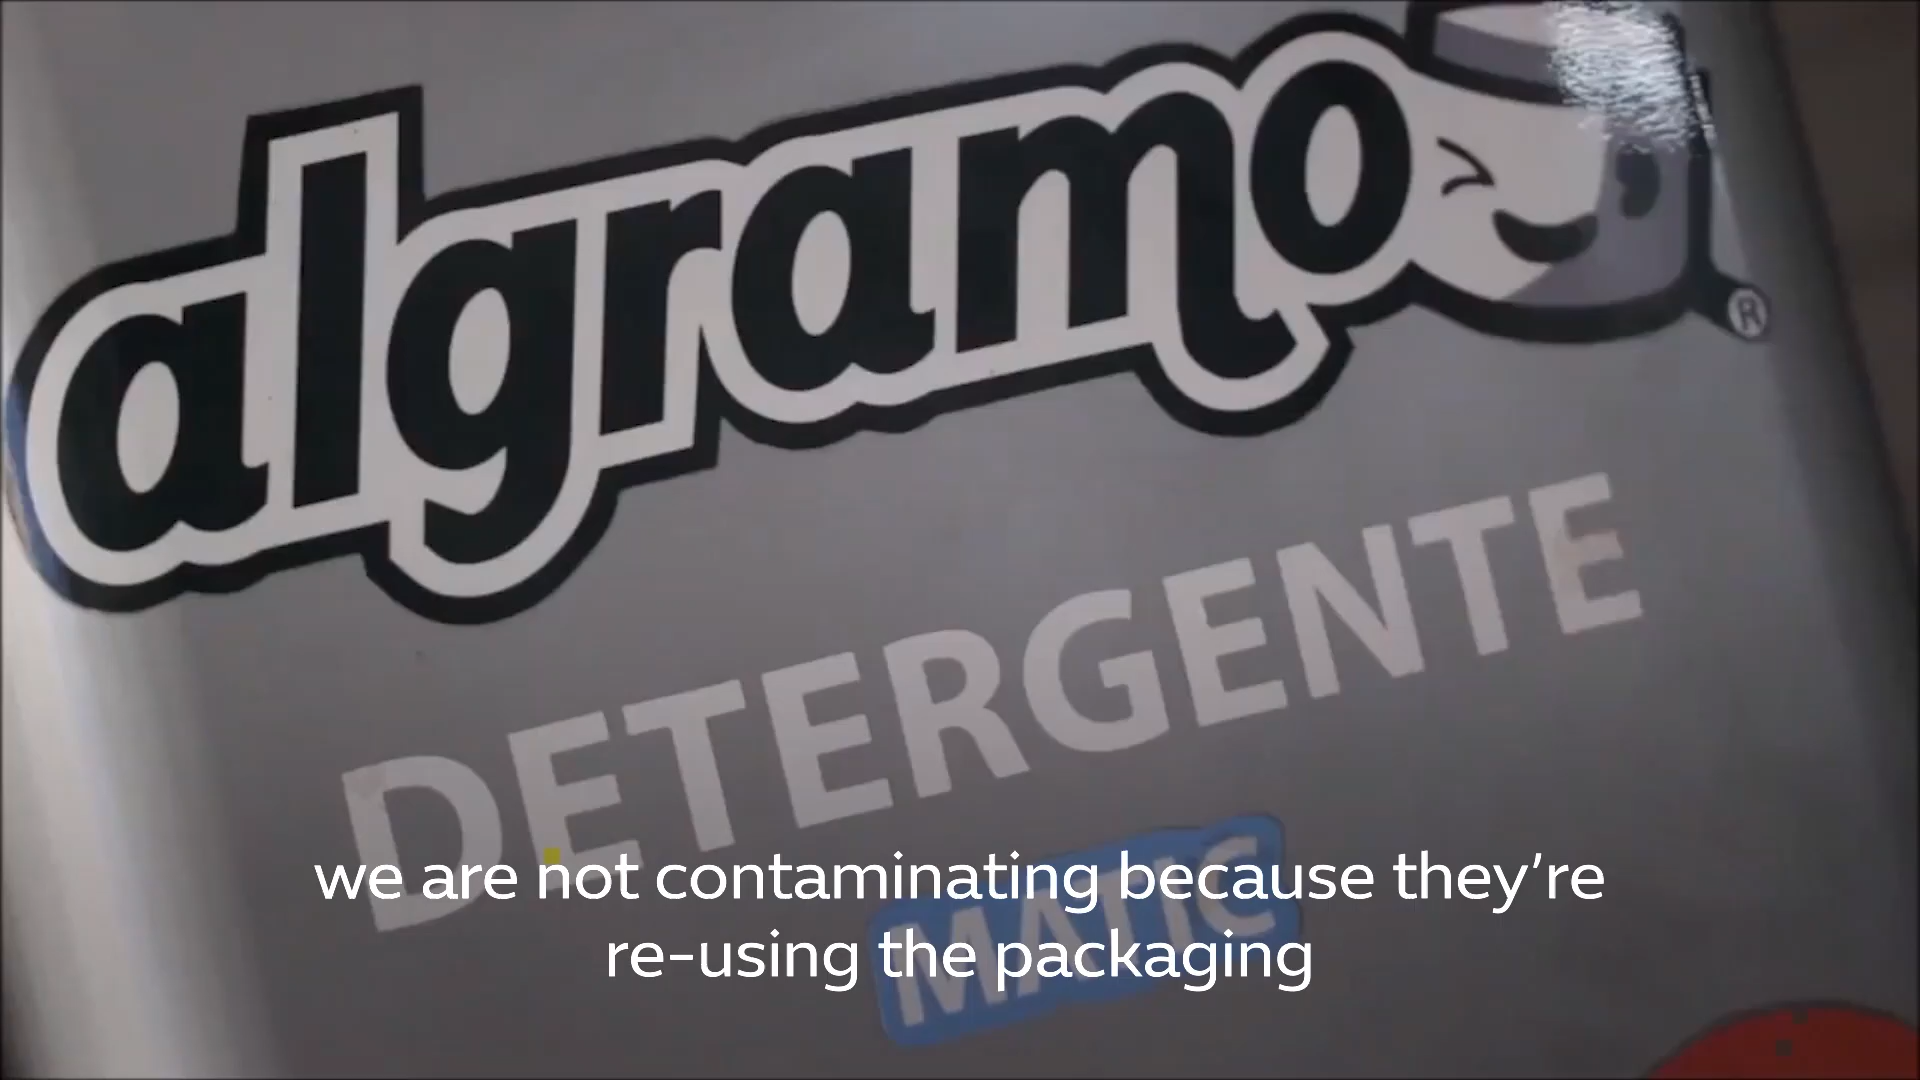 algramo
®
DETERGENTE
MATIC
we are not contaminating because they're
re-using the packaging